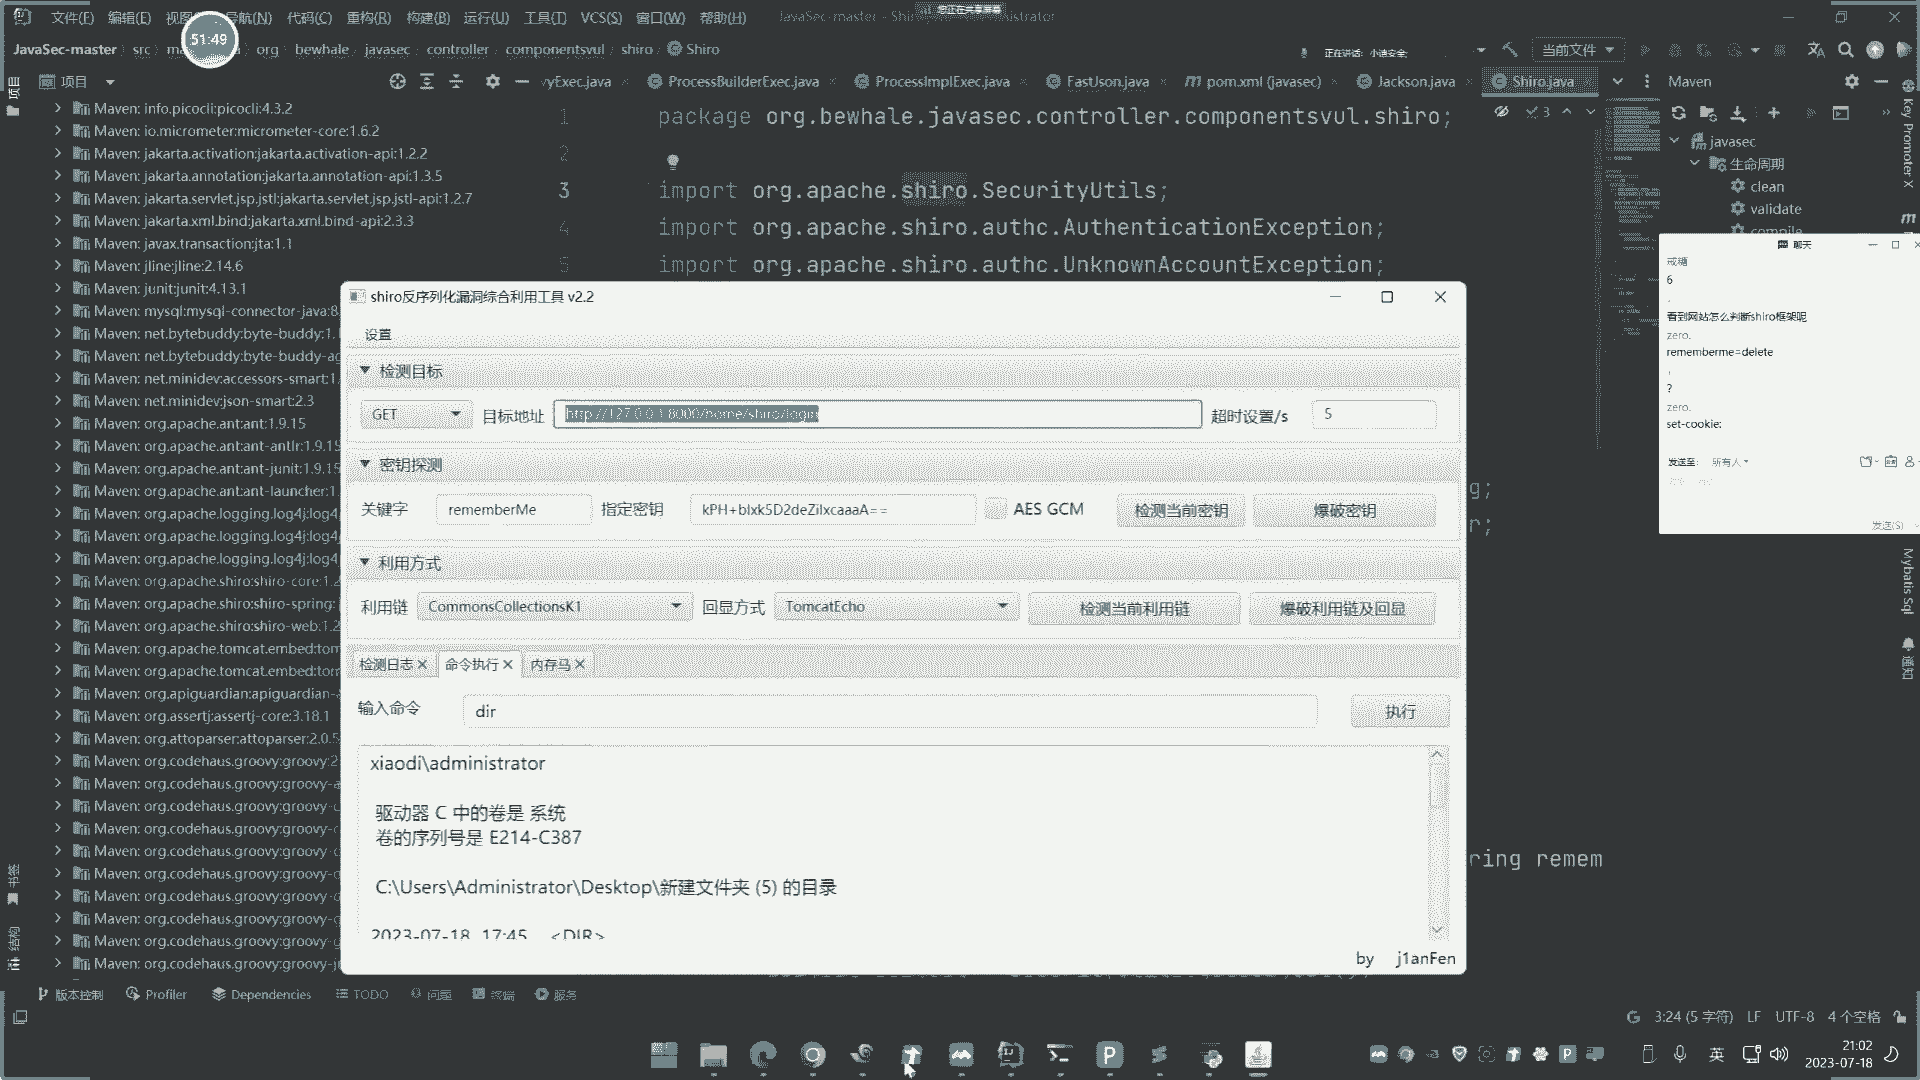 文件(F) 编辑(E) 视图 导航(N) 代码(C) 重构(R) 构建(B) 运行(U) 工具(T) VCS(S) 窗口(W) 帮助(H)
51:49
JavaSec-master src org bewhale javasec controller componentsvul shiro Shiro
当前文件
项目
vyExec.java ProcessBuilderExec.java ProcessImplExec.java FastJson.java pom.xml (javasec) Jackson.java Shiro.java
Maven
Maven: info.picocli:picocli:4.3.2
Maven: io.micrometer:micrometer-core:1.6.2
Maven: jakarta.activation:jakarta.activation-api:1.2.2
Maven: jakarta.annotation:jakarta.annotation-api:1.3.5
Maven: jakarta.servlet.jsp.jstl:jakarta.servlet.jsp.jstl-api:1.2.7
Maven: jakarta.xml.bind:jakarta.xml.bind-api:2.3.3
Maven: javax.transaction:jta:1.1
Maven: jline:jline:2.14.6
Maven: junit:junit:4.13.1
Maven: mysql:mysql-connector-java:8
Maven: net.bytebuddy:byte-buddy:1.
Maven: net.bytebuddy:byte-buddy-ag
Maven: net.minidev:accessors-smart:1
Maven: net.minidev:json-smart:2.3
Maven: org.apache.ant:ant:1.9.15
Maven: org.apache.ant:ant-antlr:1.9.15
Maven: org.apache.ant:ant-junit:1.9.15
Maven: org.apache.ant:ant-launcher:1.
Maven: org.apache.logging.log4j:log4
Maven: org.apache.logging.log4j:log4
Maven: org.apache.logging.log4j:log4
Maven: org.apache.shiro:shiro-core:1.2
Maven: org.apache.shiro:shiro-spring:
Maven: org.apache.shiro:shiro-web:1.2
Maven: org.apache.tomcat.embed:tom
Maven: org.apache.tomcat.embed:tom
Maven: org.apiguardian:apiguardian-
Maven: org.assertj:assertj-core:3.18.1
Maven: org.attoparser:attoparser:2.0.5
Maven: org.codehaus.groovy:groovy:2
Maven: org.codehaus.groovy:groovy-a
Maven: org.codehaus.groovy:groovy-
Maven: org.codehaus.groovy:groovy-
Maven: org.codehaus.groovy:groovy-
Maven: org.codehaus.groovy:groovy-
Maven: org.codehaus.groovy:groovy-
Maven: org.codehaus.groovy:groovy-
Maven: org.codehaus.groovy:groovy-j
1 package org.bewhale.javasec.controller.componentsvul.shiro;
2
3 import org.apache.shiro.SecurityUtils;
4 import org.apache.shiro.authc.AuthenticationException;
5 import org.apache.shiro.authc.UnknownAccountException;
3
ring remem
javasec
生命周期
clean
validate
compile
Key Promoter X
Mybatis Sql
通知
书签
结构
shiro反序列化漏洞综合利用工具 v2.2
设置
检测目标
GET 目标地址 http://127.0.0.1:8000/home/shiro/login 超时设置/s 5
密钥探测
关键字 rememberMe 指定密钥 kPH+bIxk5D2deZiIxcaaaA== AES GCM 检测当前密钥 爆破密钥
利用方式
利用链 CommonsCollectionsK1 回显方式 TomcatEcho 检测当前利用链 爆破利用链及回显
检测日志 命令执行 内存马
输入命令 dir 执行
xiaodi\administrator
驱动器 C 中的卷是 系统
卷的序列号是 E214-C387
C:\Users\Administrator\Desktop\新建文件夹 (5) 的目录
2023-07-18 17:45 <DIR>
by j1anFen
聊天
戒糖
6
看到网站怎么判断shiro框架呢
zero.
rememberme=delete
?
zero.
set-cookie:
发送至: 所有人
发送(S)
版本控制 Profiler Dependencies TODO 问题 终端 服务
3:24 (5 字符) LF UTF-8 4 个空格
英
21:02
2023-07-18